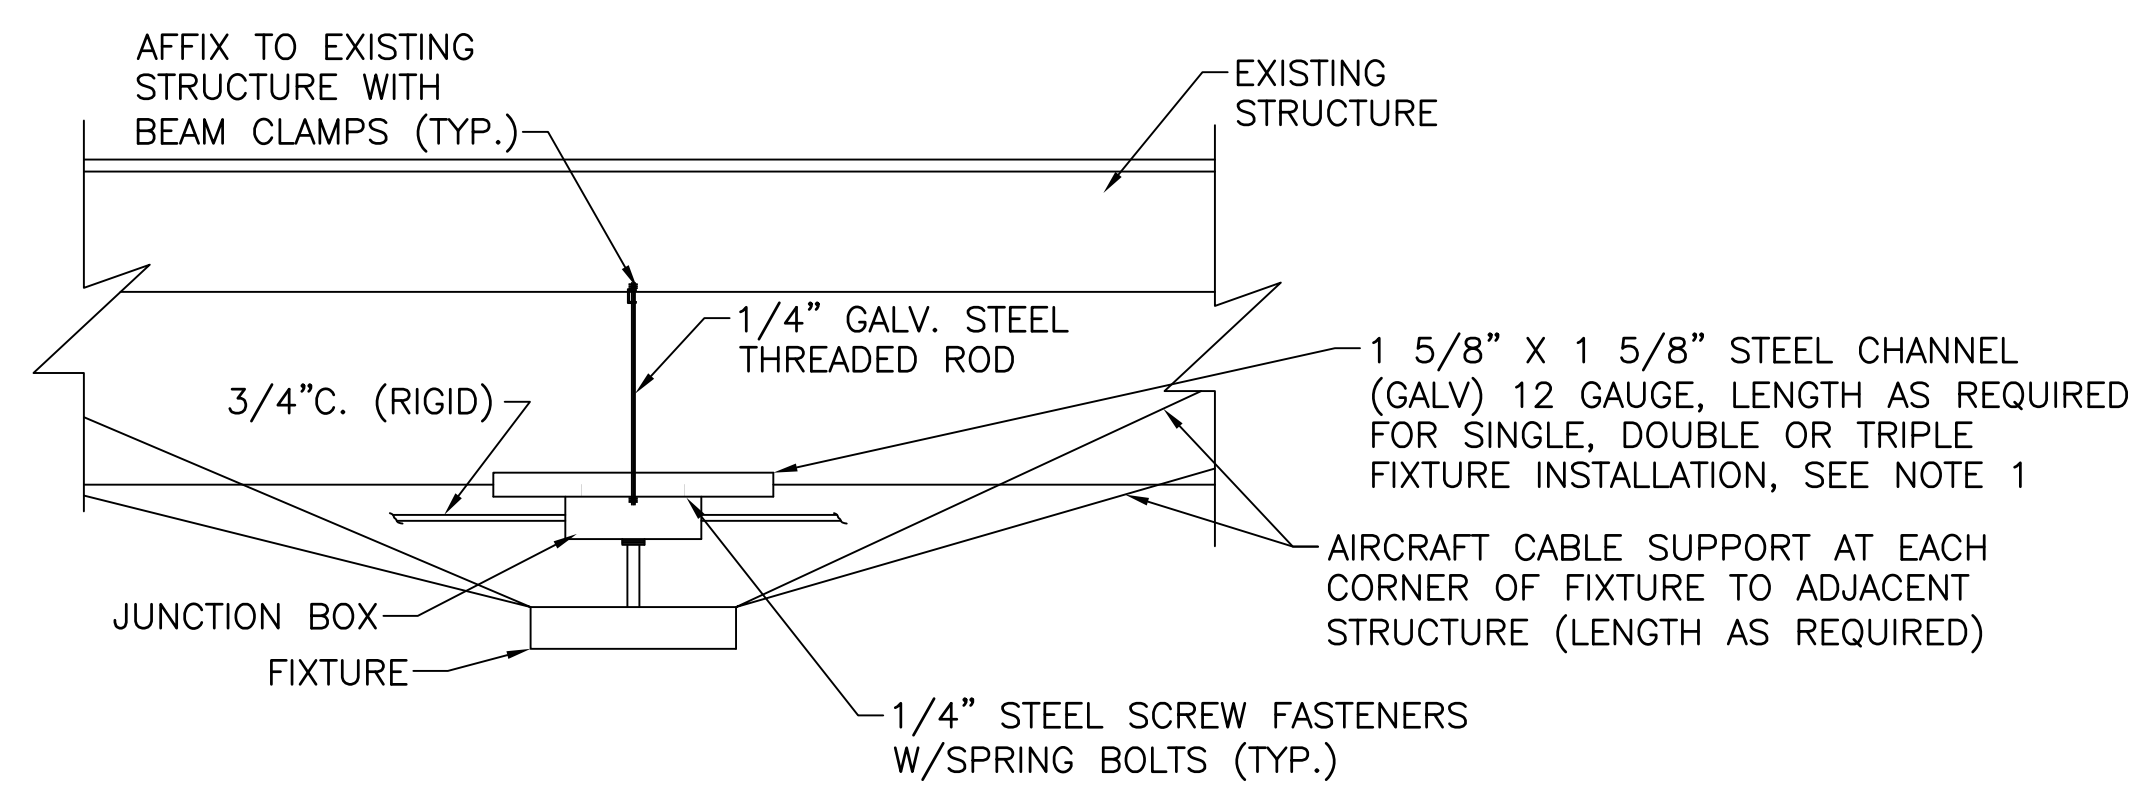 AFFIX TO EXISTING
STRUCTURE WITH
BEAM CLAMPS (TYP.)
EXISTING
STRUCTURE
1/4" GALV. STEEL
THREADED ROD
3/4"C. (RIGID)
1 5/8" X 1 5/8" STEEL CHANNEL
(GALV) 12 GAUGE, LENGTH AS REQUIRED
FOR SINGLE, DOUBLE OR TRIPLE
FIXTURE INSTALLATION, SEE NOTE 1
AIRCRAFT CABLE SUPPORT AT EACH
CORNER OF FIXTURE TO ADJACENT
STRUCTURE (LENGTH AS REQUIRED)
JUNCTION BOX
FIXTURE
1/4" STEEL SCREW FASTENERS
W/SPRING BOLTS (TYP.)